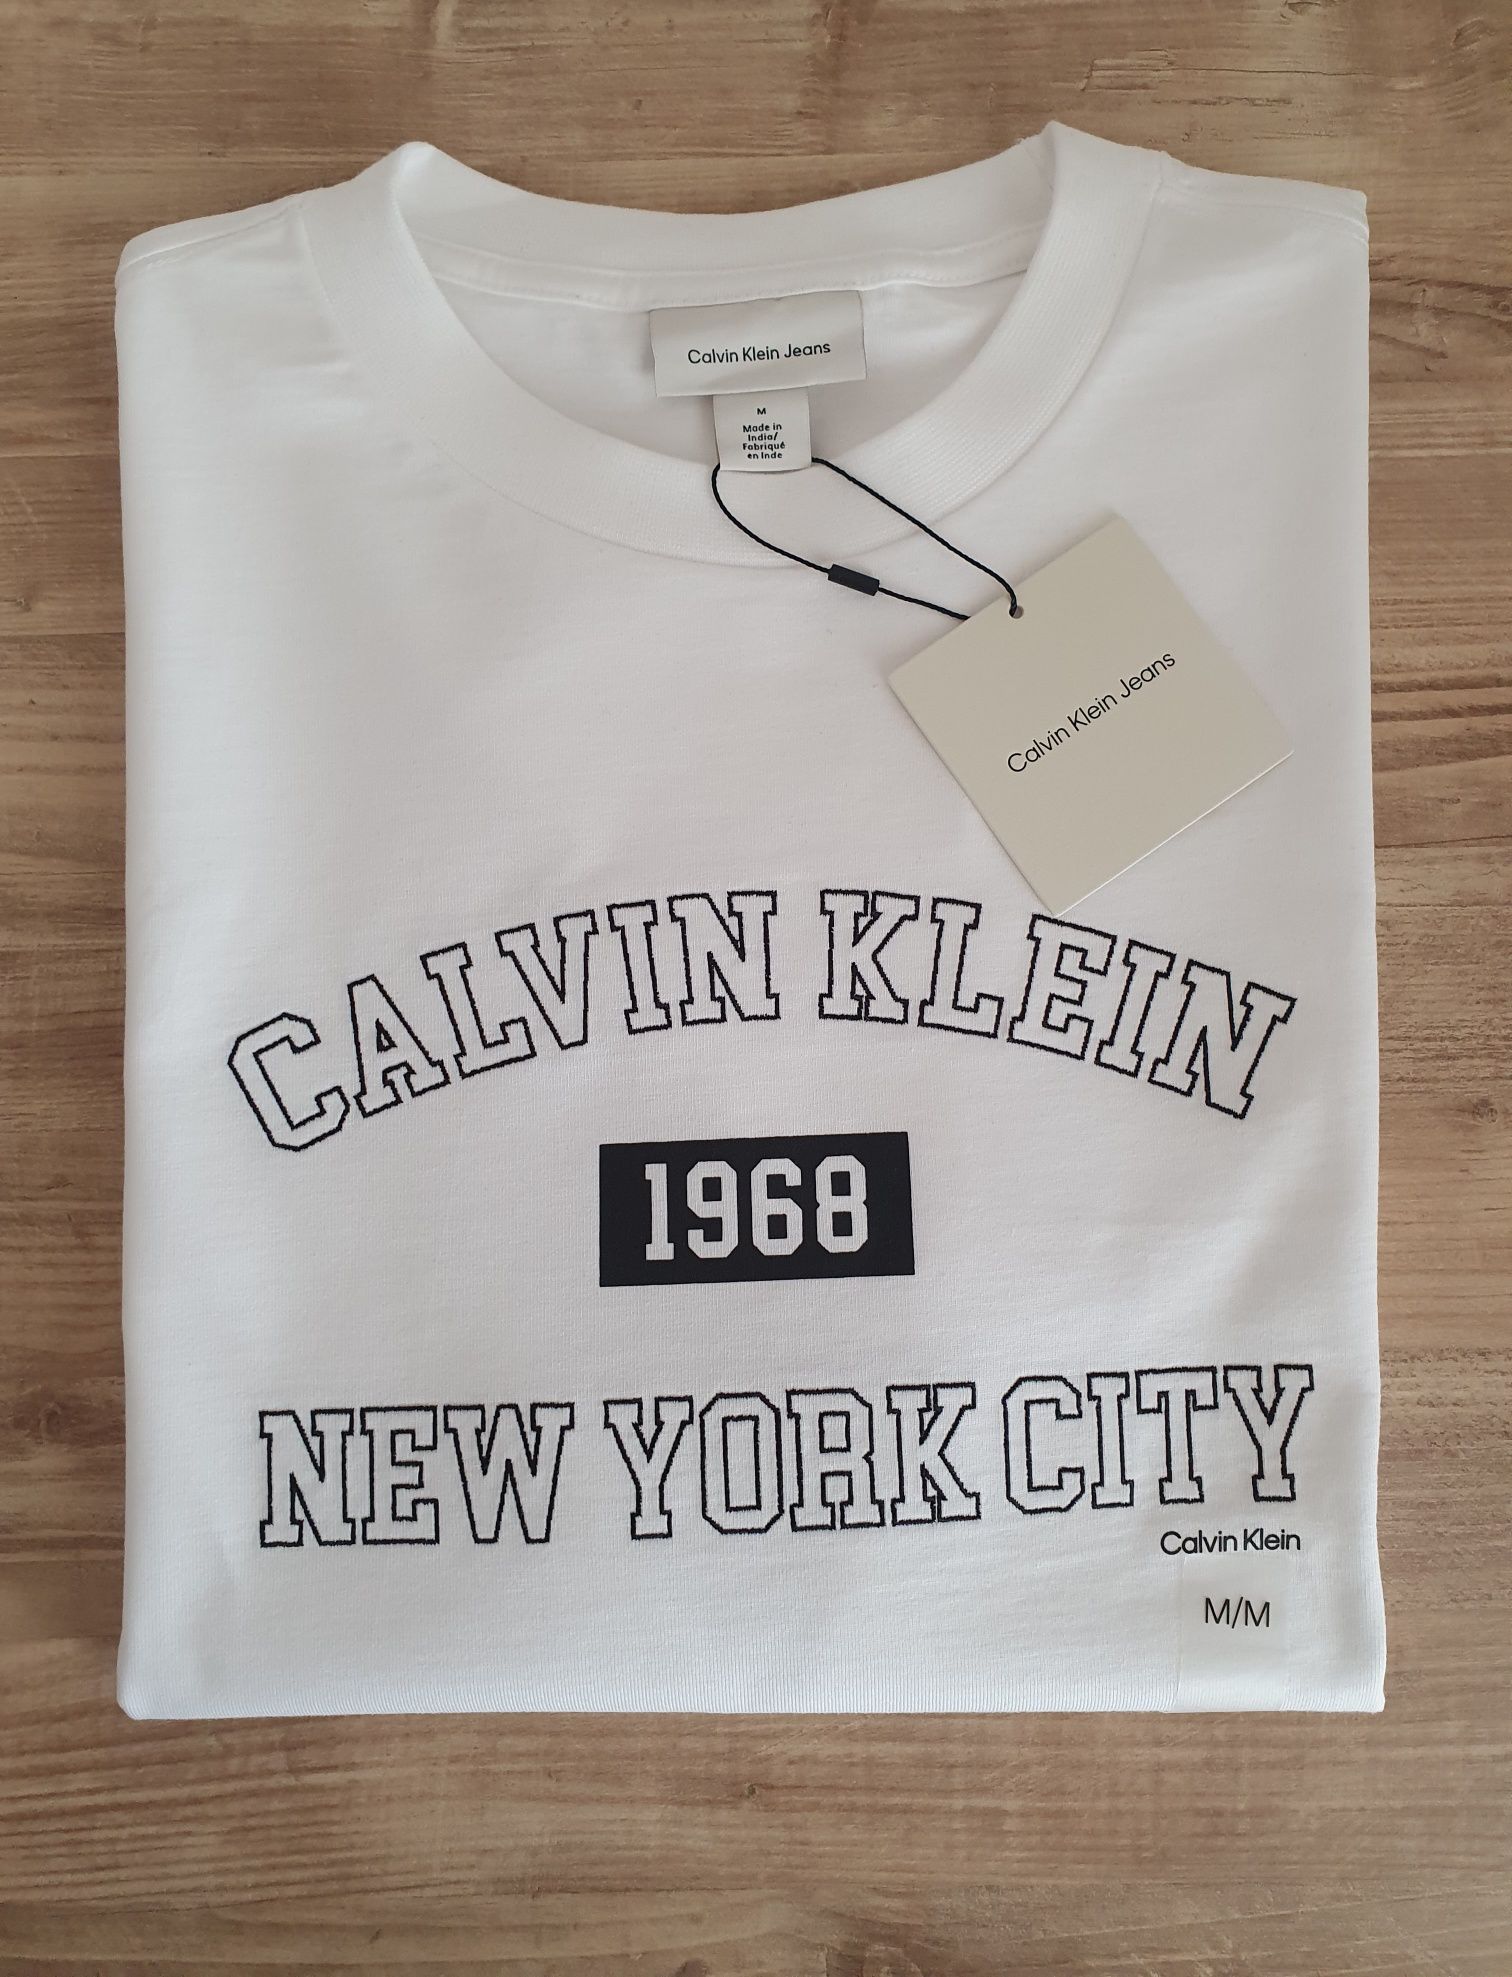 Calvin Klein Jeans
M
Made in
India/
Fabriqué
en Inde
Calvin Klein Jeans
CALVIN KLEIN
1968
NEW YORK CITY
Calvin Klein
M/M